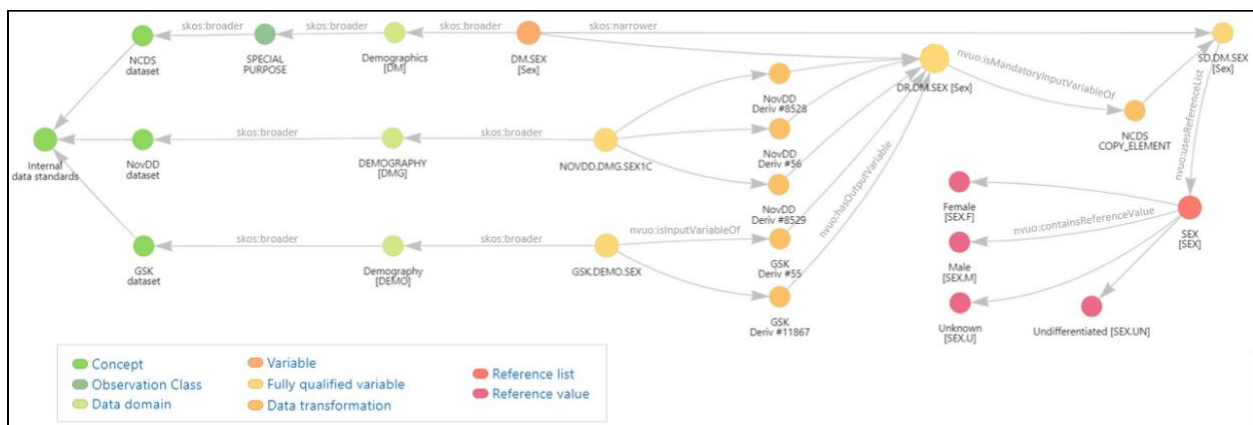 skos:broader
skos:broader
skos:broader
skos:narrower
NCDS
dataset
SPECIAL
PURPOSE
Demographics
[DM]
DM.SEX
[Sex]
SD.DM.SEX
[Sex]
DR.DM.SEX [Sex]
nvuo:isMandatoryInputVariableOf
NCDS
COPY_ELEMENT
nvuo:usesReferenceList
Internal
data standards
skos:broader
skos:broader
NovDD
dataset
DEMOGRAPHY
[DMG]
NOVDD.DMG.SEX1C
NovDD
Deriv #8528
NovDD
Deriv #56
NovDD
Deriv #8529
nvuo:hasOutputVariable
skos:broader
skos:broader
nvuo:isInputVariableOf
GSK
dataset
Demography
[DEMO]
GSK.DEMO.SEX
GSK
Deriv #55
GSK
Deriv #11867
Female
[SEX.F]
nvuo:containsReferenceValue
SEX
[SEX]
Male
[SEX.M]
Unknown
[SEX.U]
Undifferentiated [SEX.UN]
Concept
Observation Class
Data domain
Variable
Fully qualified variable
Data transformation
Reference list
Reference value